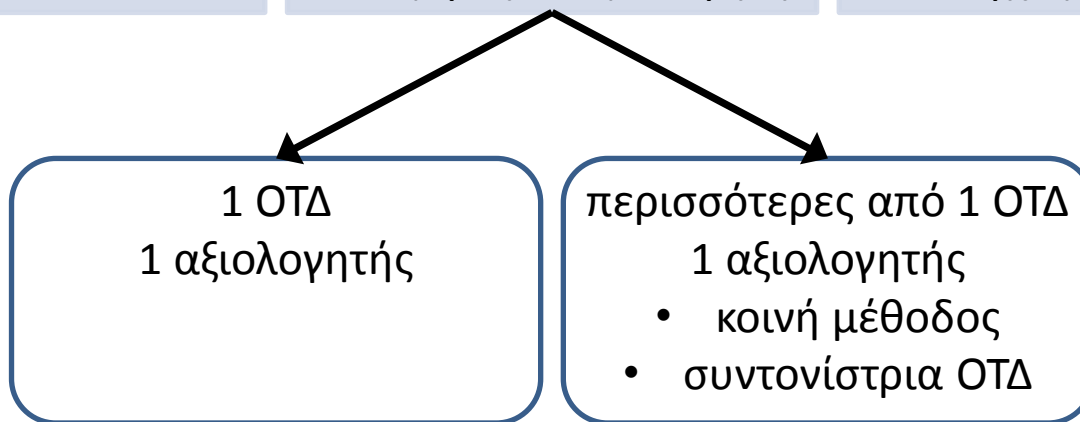 1 ΟΤΔ
1 αξιολογητής
περισσότερες από 1 ΟΤΔ
1 αξιολογητής
• κοινή μέθοδος
• συντονίστρια ΟΤΔ